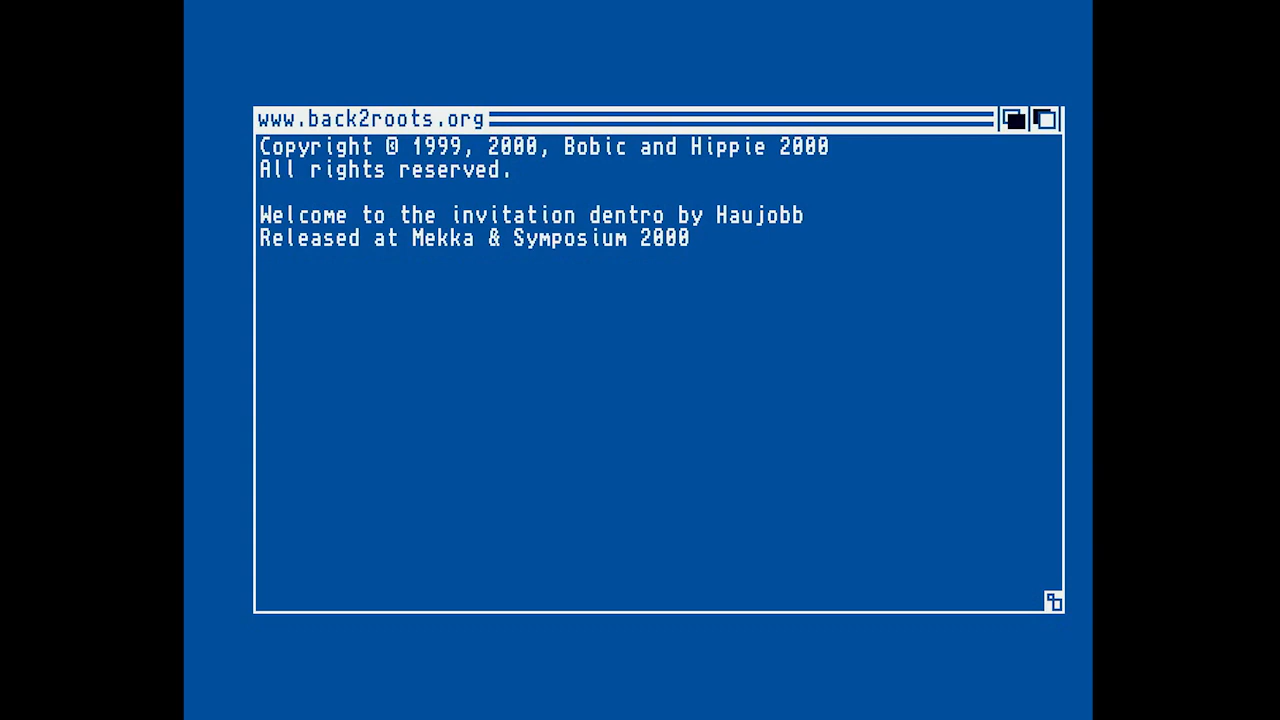 www.back2roots.org
Copyright © 1999, 2000, Bobic and Hippie 2000
All rights reserved.
Welcome to the invitation dentro by Haujobb
Released at Mekka & Symposium 2000